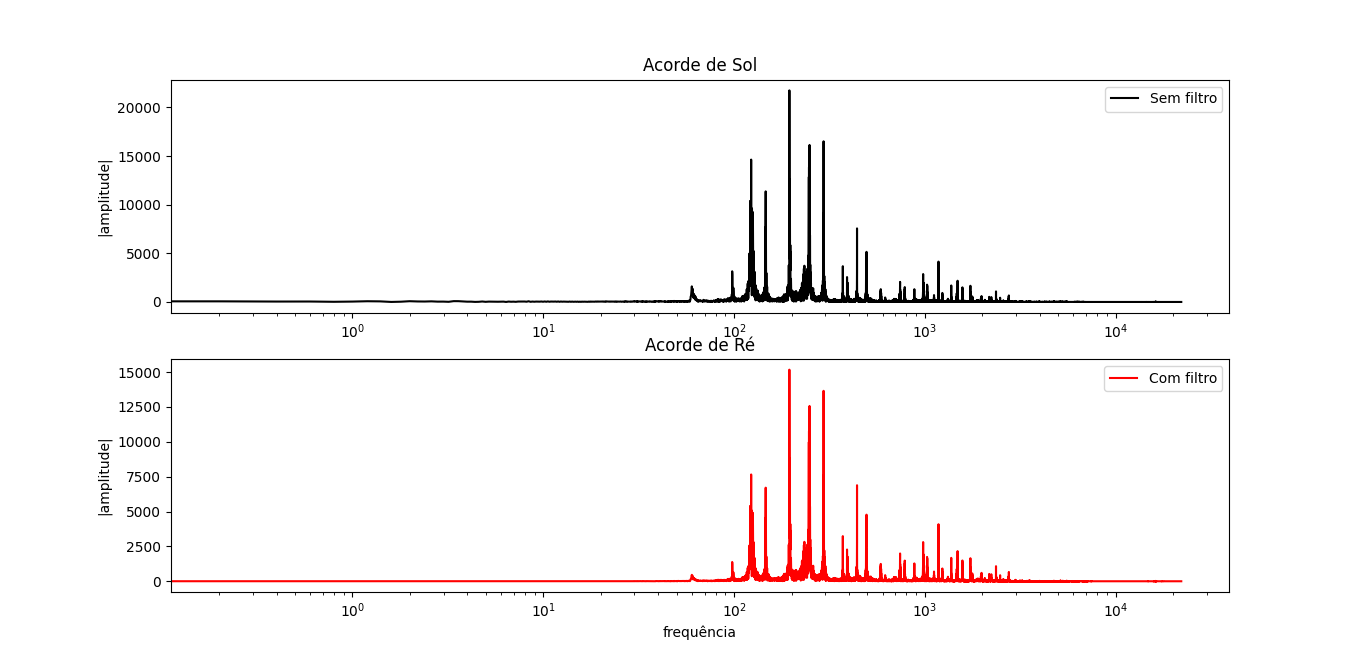 Acorde de Sol
Sem filtro
20000
15000
10000
5000
0
|amplitude|
10⁰ 10¹ 10² 10³ 10⁴
Acorde de Ré
Com filtro
15000
12500
10000
7500
5000
2500
0
|amplitude|
10⁰ 10¹ 10² 10³ 10⁴
frequência